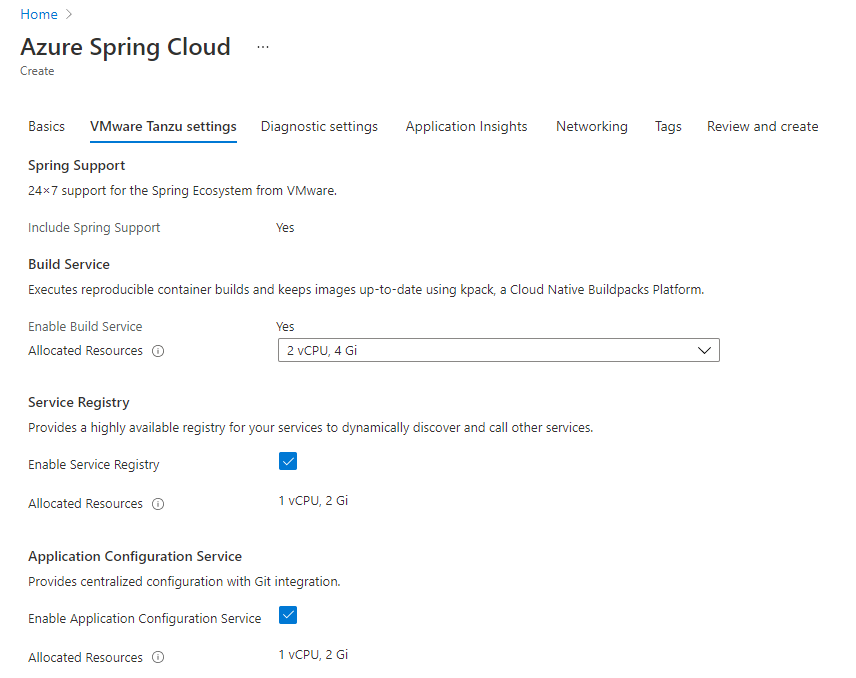 Home
Azure Spring Cloud ...
Create
Basics VMware Tanzu settings Diagnostic settings Application Insights Networking Tags Review and create
Spring Support
24×7 support for the Spring Ecosystem from VMware.
Include Spring Support Yes
Build Service
Executes reproducible container builds and keeps images up-to-date using kpack, a Cloud Native Buildpacks Platform.
Enable Build Service Yes
Allocated Resources 2 vCPU, 4 Gi
Service Registry
Provides a highly available registry for your services to dynamically discover and call other services.
Enable Service Registry
Allocated Resources 1 vCPU, 2 Gi
Application Configuration Service
Provides centralized configuration with Git integration.
Enable Application Configuration Service
Allocated Resources 1 vCPU, 2 Gi